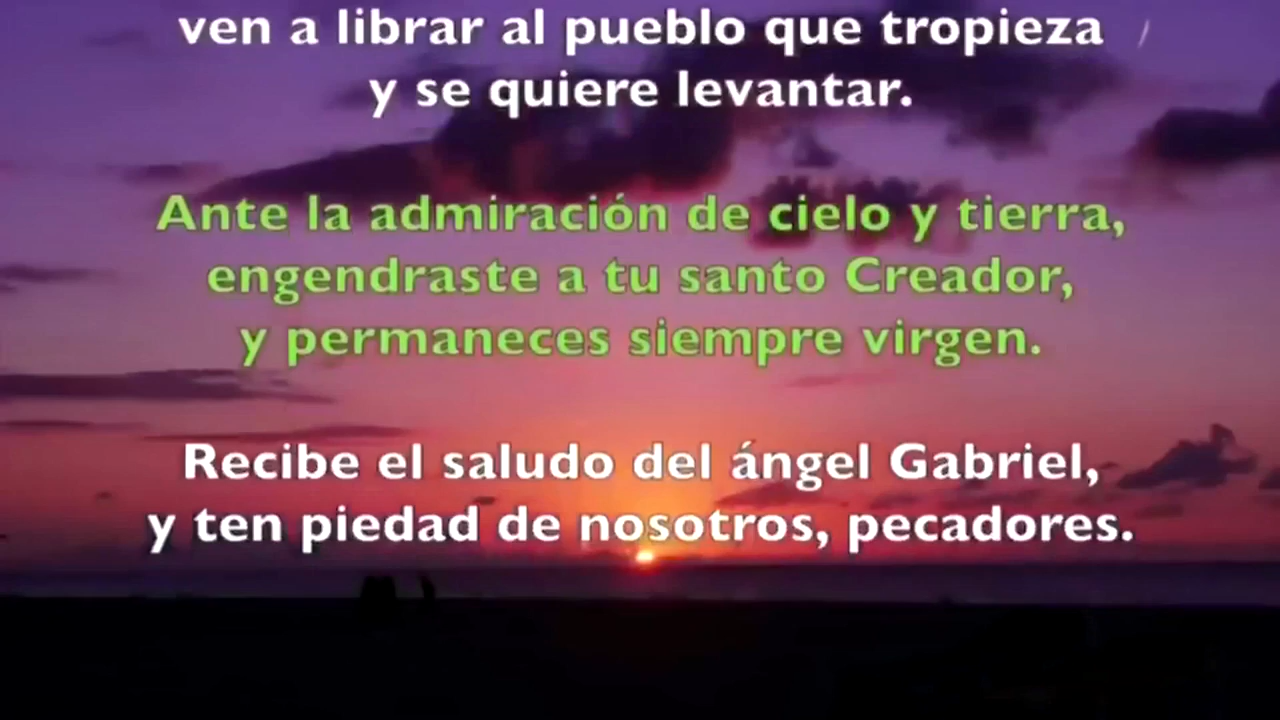 ven a librar al pueblo que tropieza
y se quiere levantar.
Ante la admiración de cielo y tierra,
engendraste a tu santo Creador,
y permaneces siempre virgen.
Recibe el saludo del ángel Gabriel,
y ten piedad de nosotros, pecadores.